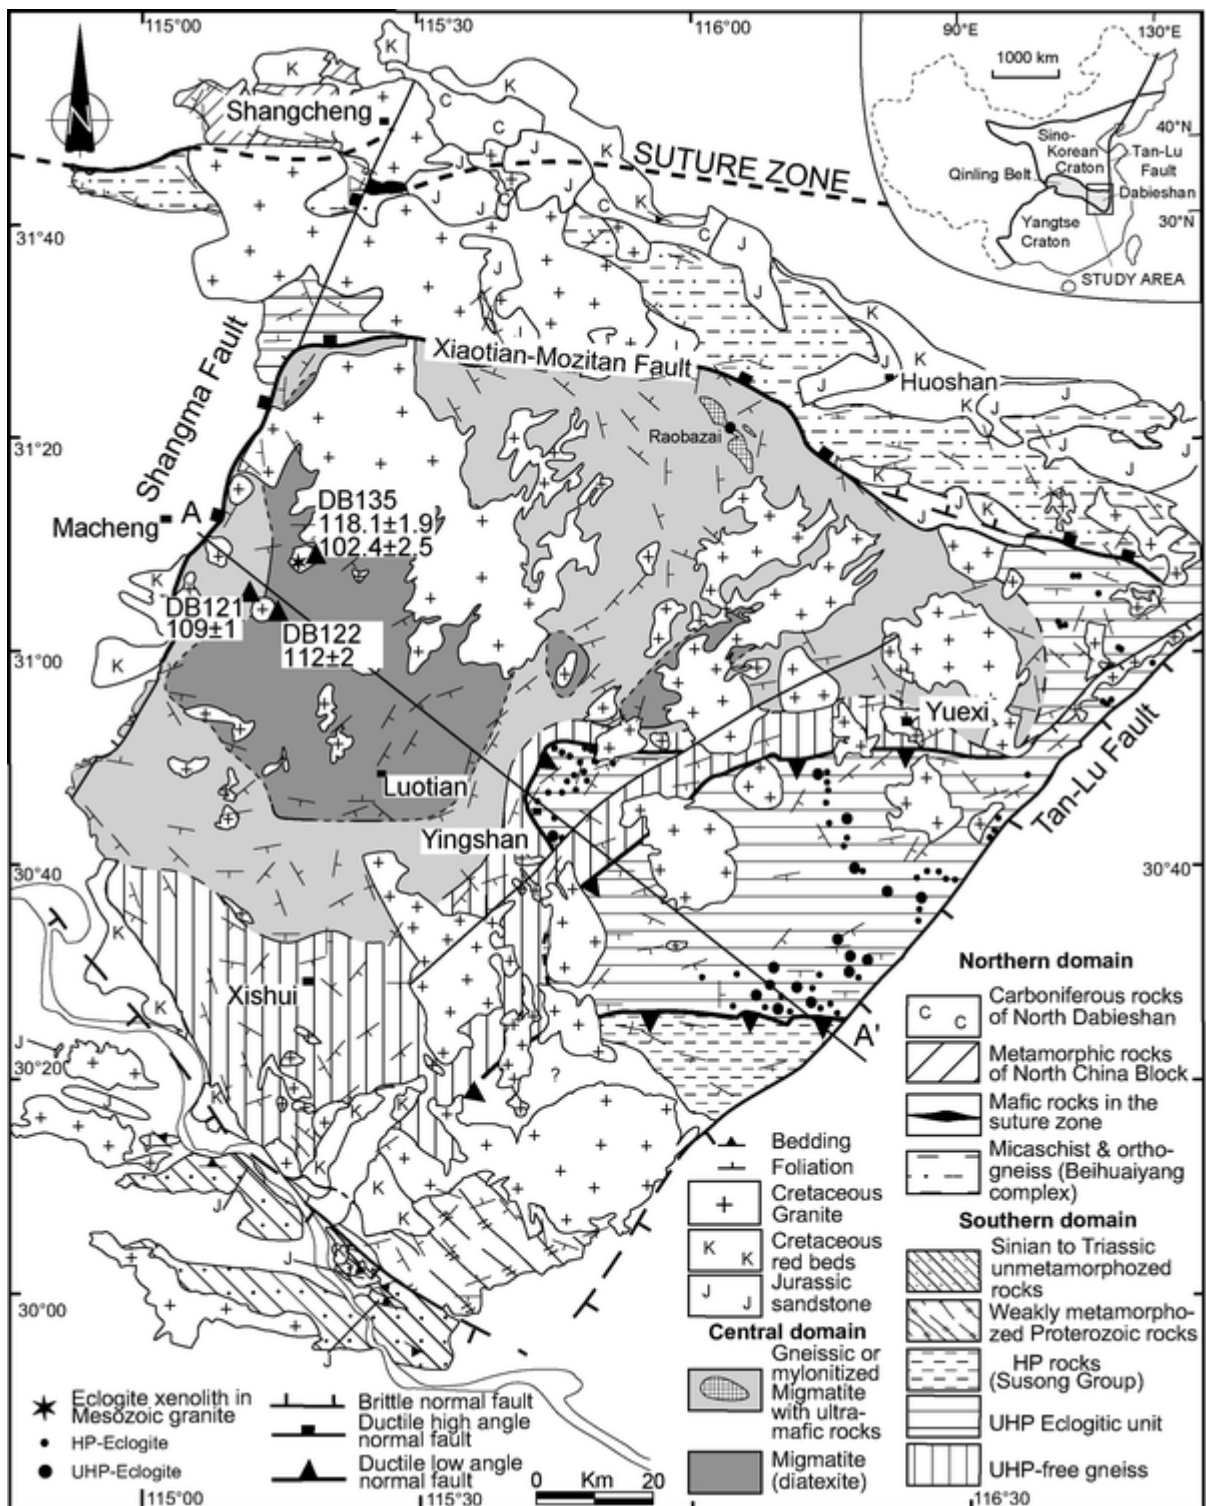 115°00
115°30
116°00
90°E
130°E
1000 km
40°N
30°N
Sino-
Korean
Craton
Tan-Lu
Fault
Qinling Belt
Dabieshan
Yangtse
Craton
STUDY AREA
N
K
K
Shangcheng
C
C
SUTURE ZONE
31°40
Shangma Fault
Xiaotian-Mozitan Fault
Huoshan
31°20
Raobazai
A
Macheng
DB135
118.1±1.9
102.4±2.5
DB121
109±1
DB122
112±2
31°00
Yuexi
Tan-Lu Fault
Luotian
Yingshan
30°40
30°40
Xishui
A'
30°20
?
30°00
Northern domain
Carboniferous rocks
of North Dabieshan
C C
Metamorphic rocks
of North China Block
Mafic rocks in the
suture zone
Micaschist & ortho-
gneiss (Beihuaiyang
complex)
Southern domain
Sinian to Triassic
unmetamorphozed
rocks
Weakly metamorpho-
zed Proterozoic rocks
HP rocks
(Susong Group)
UHP Eclogitic unit
UHP-free gneiss
Bedding
Foliation
Cretaceous
Granite
K K
Cretaceous
red beds
J J
Jurassic
sandstone
Central domain
Gneissic or
mylonitized
Migmatite
with ultra-
mafic rocks
Migmatite
(diatexite)
Eclogite xenolith in
Mesozoic granite
HP-Eclogite
UHP-Eclogite
Brittle normal fault
Ductile high angle
normal fault
Ductile low angle
normal fault
0 Km 20
115°00
115°30
116°30